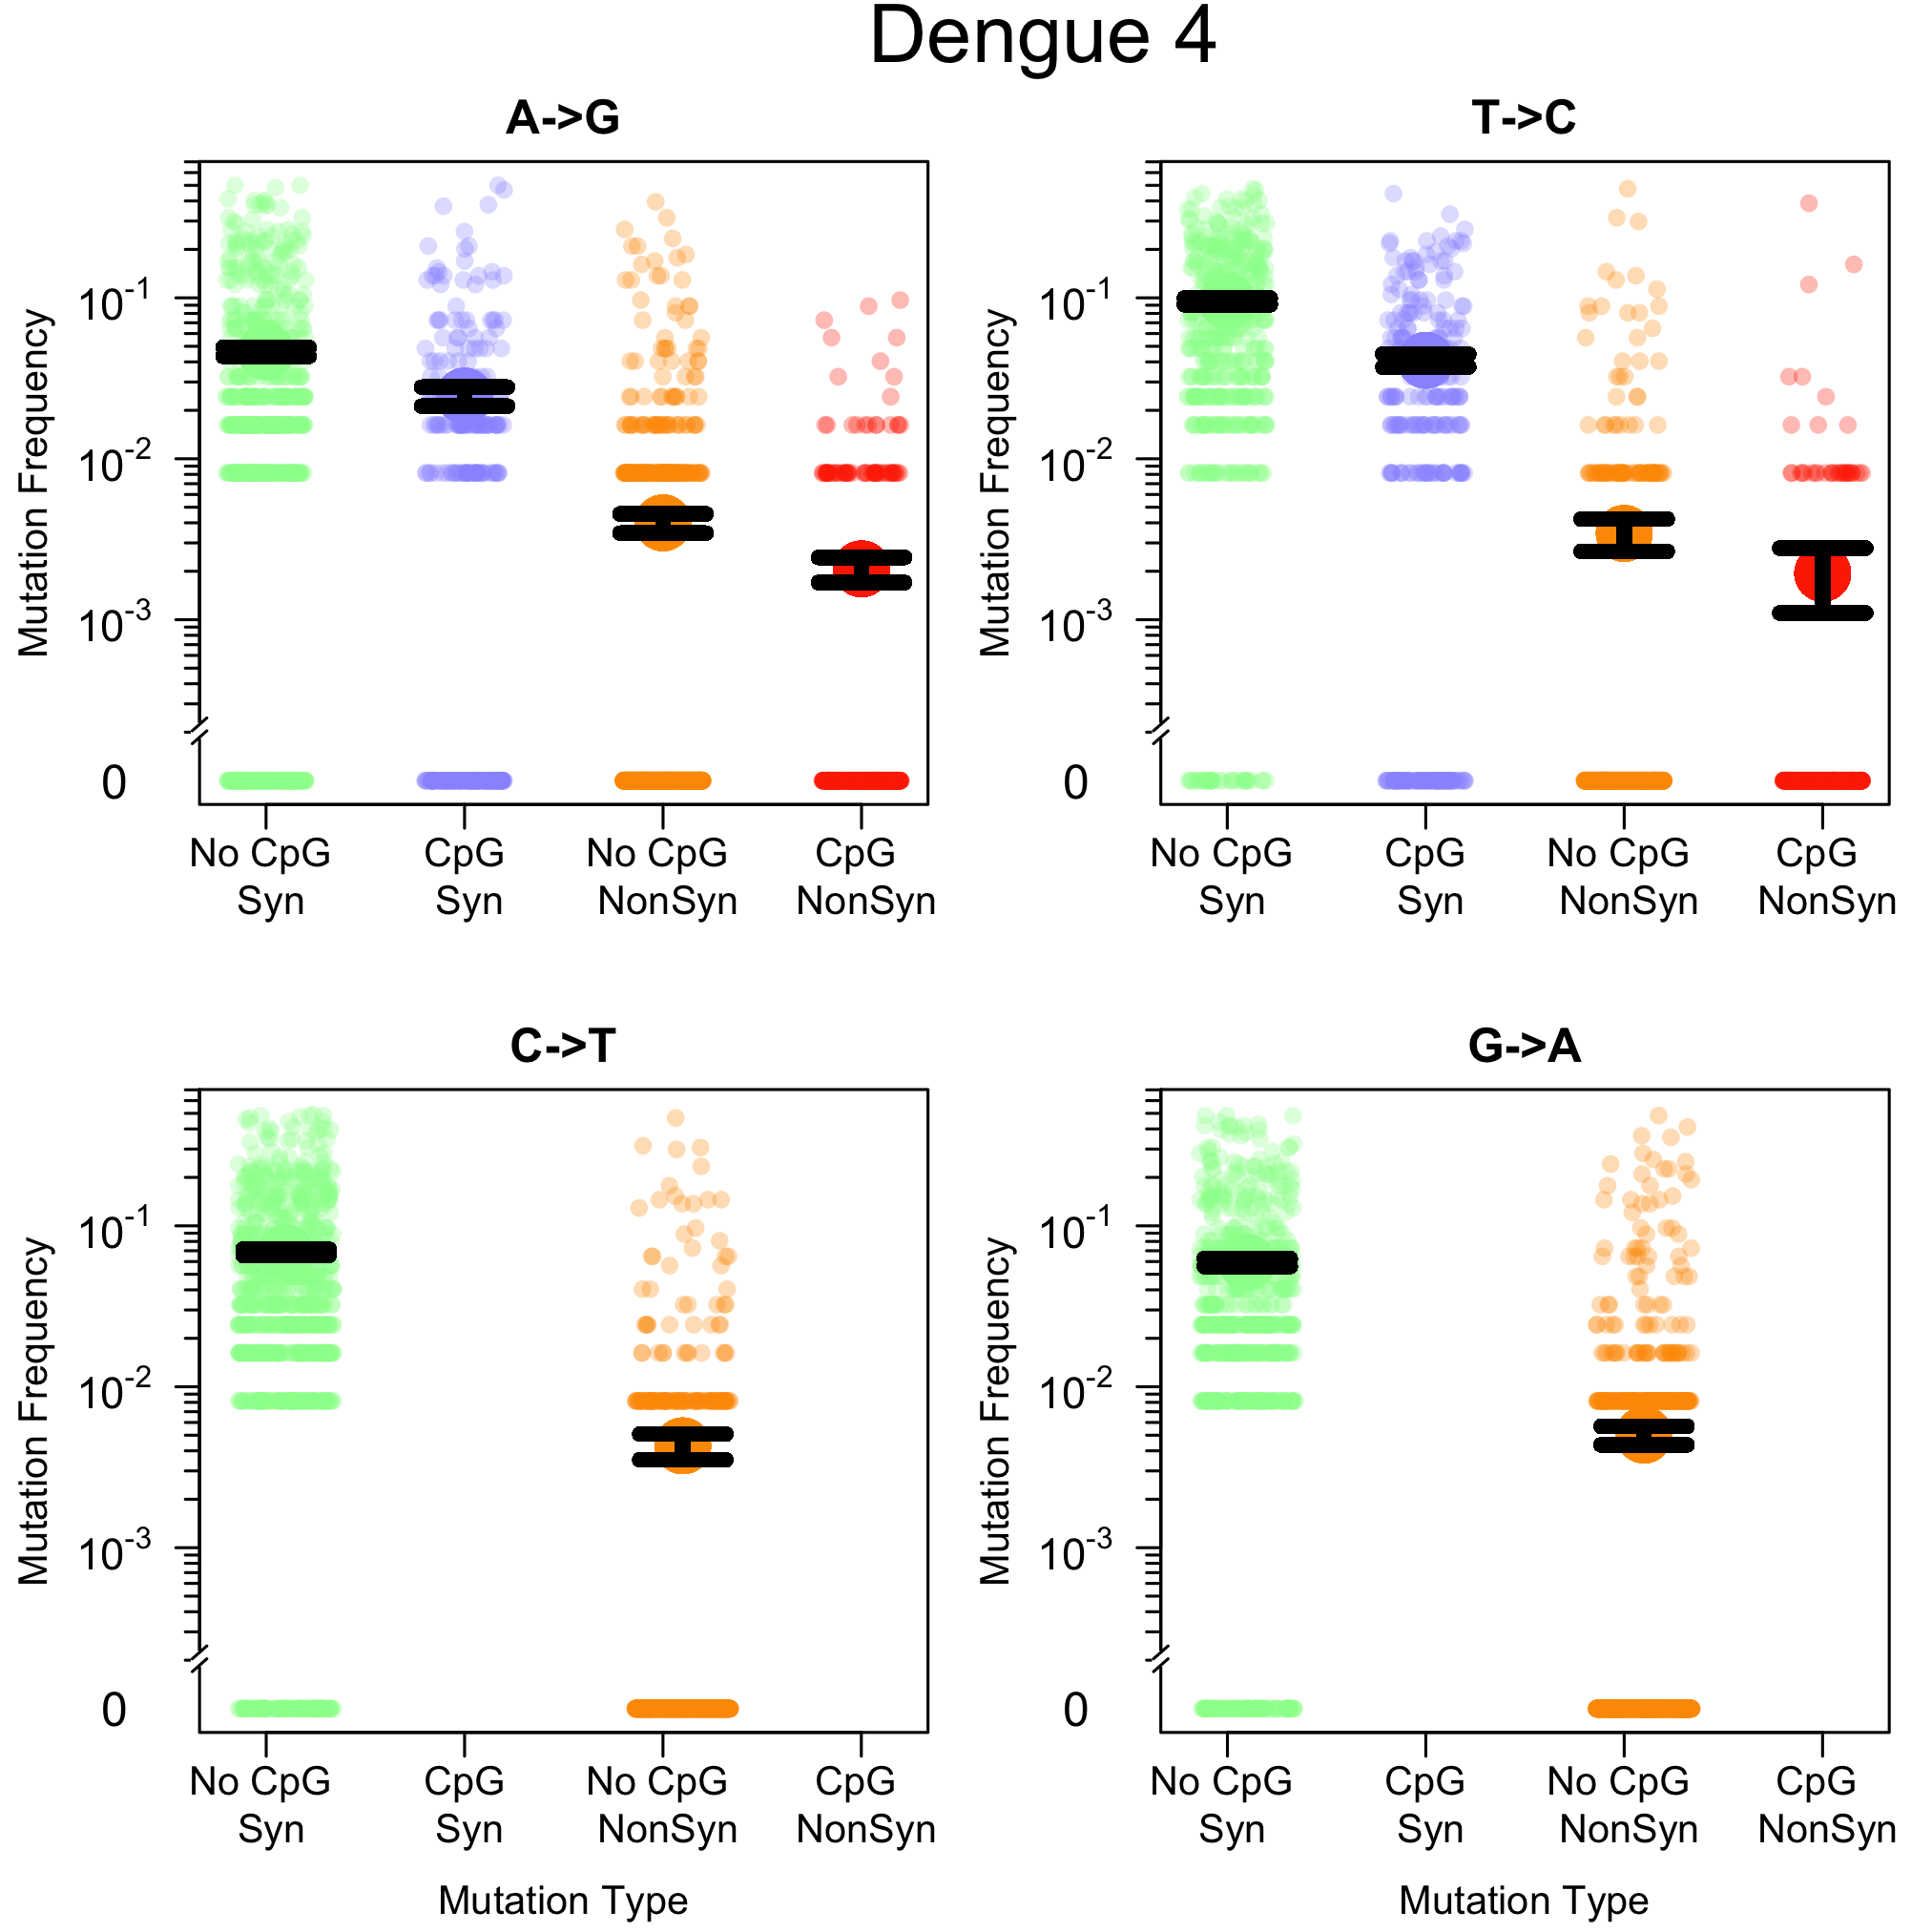 Dengue 4
A->G
Mutation Frequency
10-1
10-2
10-3
0
No CpG Syn
CpG Syn
No CpG NonSyn
CpG NonSyn
T->C
Mutation Frequency
10-1
10-2
10-3
0
No CpG Syn
CpG Syn
No CpG NonSyn
CpG NonSyn
C->T
Mutation Frequency
10-1
10-2
10-3
0
No CpG Syn
CpG Syn
No CpG NonSyn
CpG NonSyn
Mutation Type
G->A
Mutation Frequency
10-1
10-2
10-3
0
No CpG Syn
CpG Syn
No CpG NonSyn
CpG NonSyn
Mutation Type